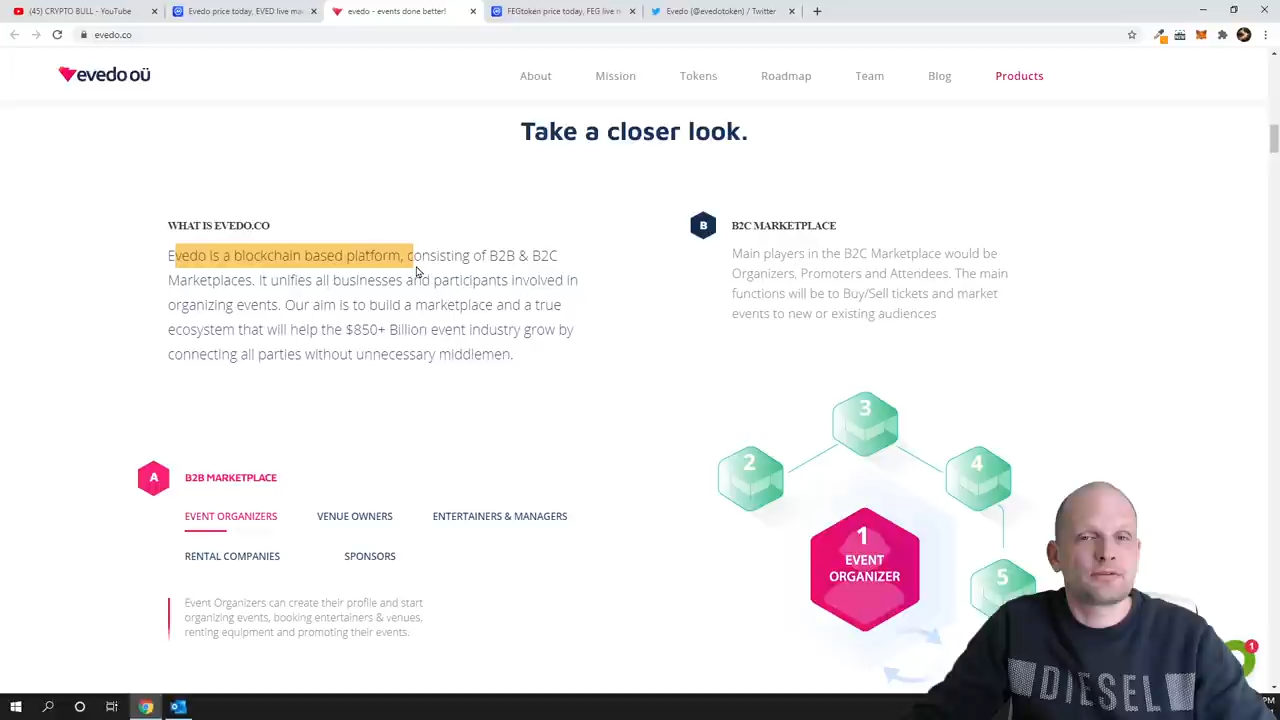 (45) CRYPTO BULL - YouTube
Evedo price today, EVED live ma
evedo - events done better!
FEGtoken price today, FEG live m
Evedo (@evedotoken) / Twitter
evedo.co
evedo oü
About
Mission
Tokens
Roadmap
Team
Blog
Products
Take a closer look.
WHAT IS EVEDO.CO
Evedo is a blockchain based platform, consisting of B2B & B2C
Marketplaces. It unifies all businesses and participants involved in
organizing events. Our aim is to build a marketplace and a true
ecosystem that will help the $850+ Billion event industry grow by
connecting all parties without unnecessary middlemen.
B
B2C MARKETPLACE
Main players in the B2C Marketplace would be
Organizers, Promoters and Attendees. The main
functions will be to Buy/Sell tickets and market
events to new or existing audiences
A
B2B MARKETPLACE
EVENT ORGANIZERS
VENUE OWNERS
ENTERTAINERS & MANAGERS
RENTAL COMPANIES
SPONSORS
Event Organizers can create their profile and start
organizing events, booking entertainers & venues,
renting equipment and promoting their events.
3
2
4
1
EVENT
ORGANIZER
5
1
DIESEL
PM